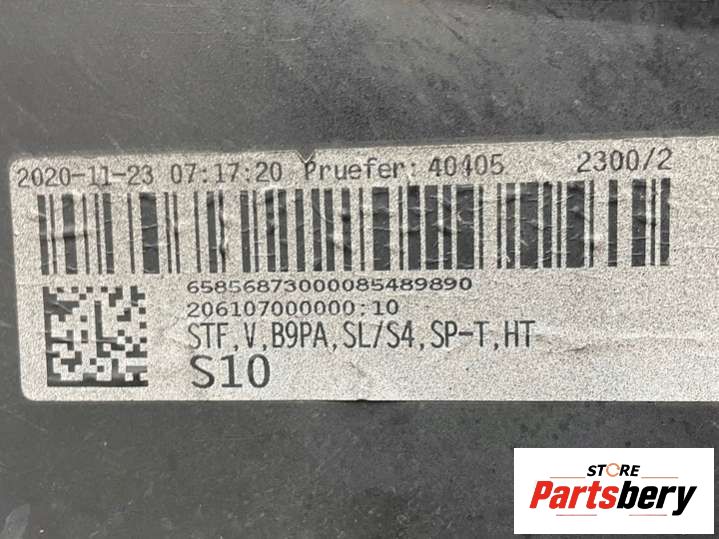 2020-11-23 07:17:20 Pruefer: 40405 2300/2
65856873000085489890
206107000000:10
STF,V,B9PA,SL/S4,SP-T,HT
S10
STORE
Partsbery